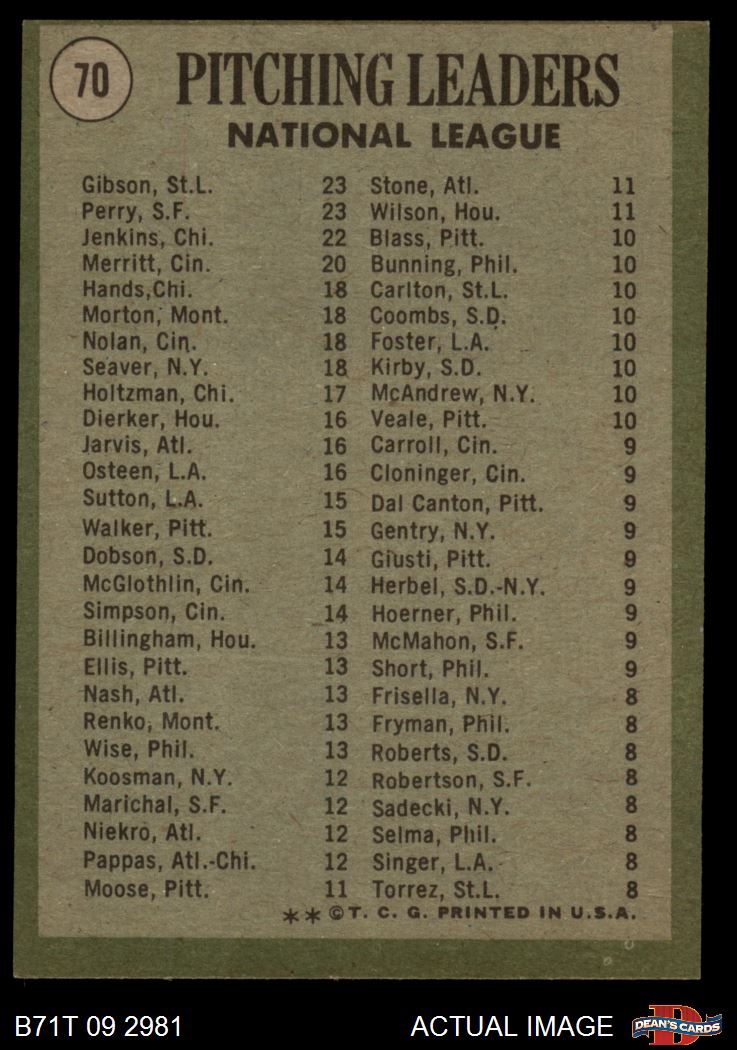 70
PITCHING LEADERS
NATIONAL LEAGUE
Gibson, St.L. 23
Perry, S.F. 23
Jenkins, Chi. 22
Merritt, Cin. 20
Hands,Chi. 18
Morton, Mont. 18
Nolan, Cin. 18
Seaver, N.Y. 18
Holtzman, Chi. 17
Dierker, Hou. 16
Jarvis, Atl. 16
Osteen, L.A. 16
Sutton, L.A. 15
Walker, Pitt. 15
Dobson, S.D. 14
McGlothlin, Cin. 14
Simpson, Cin. 14
Billingham, Hou. 13
Ellis, Pitt. 13
Nash, Atl. 13
Renko, Mont. 13
Wise, Phil. 13
Koosman, N.Y. 12
Marichal, S.F. 12
Niekro, Atl. 12
Pappas, Atl.-Chi. 12
Moose, Pitt. 11
Stone, Atl. 11
Wilson, Hou. 11
Blass, Pitt. 10
Bunning, Phil. 10
Carlton, St.L. 10
Coombs, S.D. 10
Foster, L.A. 10
Kirby, S.D. 10
McAndrew, N.Y. 10
Veale, Pitt. 10
Carroll, Cin. 9
Cloninger, Cin. 9
Dal Canton, Pitt. 9
Gentry, N.Y. 9
Giusti, Pitt. 9
Herbel, S.D.-N.Y. 9
Hoerner, Phil. 9
McMahon, S.F. 9
Short, Phil. 9
Frisella, N.Y. 8
Fryman, Phil. 8
Roberts, S.D. 8
Robertson, S.F. 8
Sadecki, N.Y. 8
Selma, Phil. 8
Singer, L.A. 8
Torrez, St.L. 8
**©T. C. G. PRINTED IN U.S.A.
B71T 09 2981 ACTUAL IMAGE
D
DEAN'S CARDS